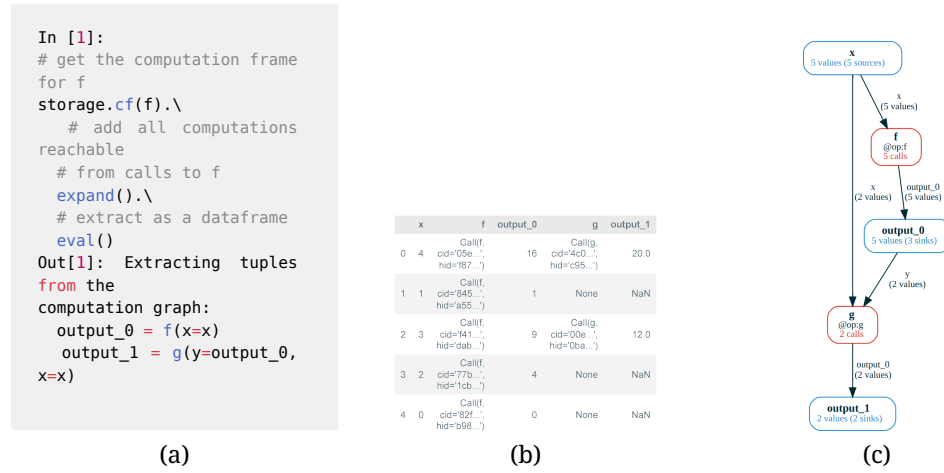 In [1]:
# get the computation frame
for f
storage.cf(f).\
# add all computations
reachable
# from calls to f
expand().\
# extract as a dataframe
eval()
Out[1]: Extracting tuples
from the
computation graph:
output_0 = f(x=x)
output_1 = g(y=output_0,
x=x)
(a)
x f output_0 g output_1
0 4 Call(f, cid='05e...', hid='f87...') 16 Call(g, cid='4c0...', hid='c95...') 20.0
1 1 Call(f, cid='845...', hid='a55...') 1 None NaN
2 3 Call(f, cid='f41...', hid='dab...') 9 Call(g, cid='00e...', hid='0ba...') 12.0
3 2 Call(f, cid='77b...', hid='1cb...') 4 None NaN
4 0 Call(f, cid='82f...', hid='b98...') 0 None NaN
(b)
x
5 values (5 sources)
x
(5 values)
f
@op:f
5 calls
x
(2 values)
output_0
(5 values)
output_0
5 values (3 sinks)
y
(2 values)
g
@op:g
2 calls
output_0
(2 values)
output_1
2 values (2 sinks)
(c)